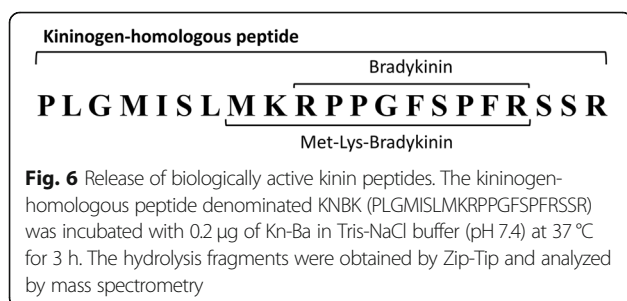 Kininogen-homologous peptide
Bradykinin
P L G M I S L M K R P P G F S P F R S S R
Met-Lys-Bradykinin
Fig. 6 Release of biologically active kinin peptides. The kininogen-
homologous peptide denominated KNBK (PLGMISLMKRPPGFSPFRSSR)
was incubated with 0.2 μg of Kn-Ba in Tris-NaCl buffer (pH 7.4) at 37 °C
for 3 h. The hydrolysis fragments were obtained by Zip-Tip and analyzed
by mass spectrometry